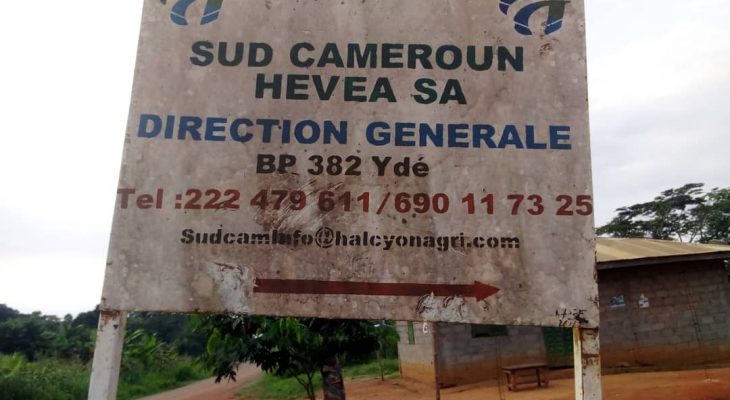 SUD CAMEROUN
HEVEA SA
DIRECTION GENERALE
BP 382 Ydé
Tel :222 479 611/690 11 73 25
Sudcaminfo@halcyonagri.com